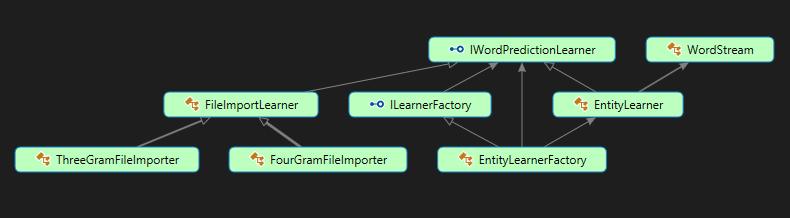 IWordPredictionLearner
WordStream
FileImportLearner
ILearnerFactory
EntityLearner
ThreeGramFileImporter
FourGramFileImporter
EntityLearnerFactory